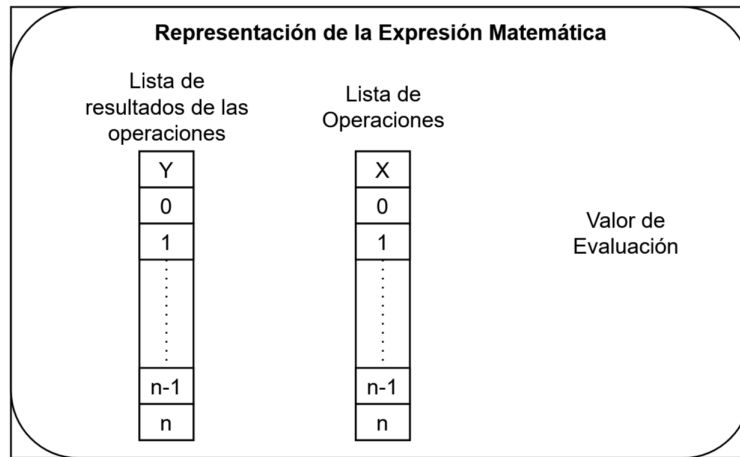 Representación de la Expresión Matemática
Lista de
resultados de las
operaciones
Y
0
1
n-1
n
Lista de
Operaciones
X
0
1
n-1
n
Valor de
Evaluación